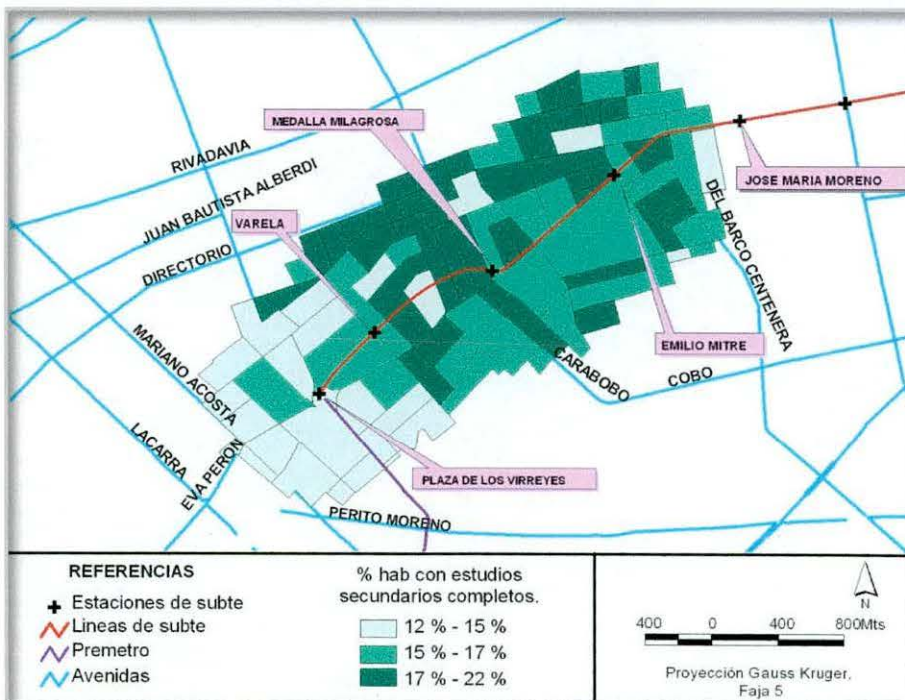 MEDALLA MILAGROSA
RIVADAVIA
JUAN BAUTISTA ALBERDI
VARELA
DIRECTORIO
JOSE MARIA MORENO
DEL BARCO CENTENERA
MARIANO ACOSTA
EMILIO MITRE
CARABOBO
COBO
LACARRA
EVA PERON
PLAZA DE LOS VIRREYES
PERITO MORENO
REFERENCIAS
Estaciones de subte
Lineas de subte
Premetro
Avenidas
% hab con estudios
secundarios completos.
12 % - 15 %
15 % - 17 %
17 % - 22 %
N
400 0 400 800Mts
Proyección Gauss Kruger,
Faja 5